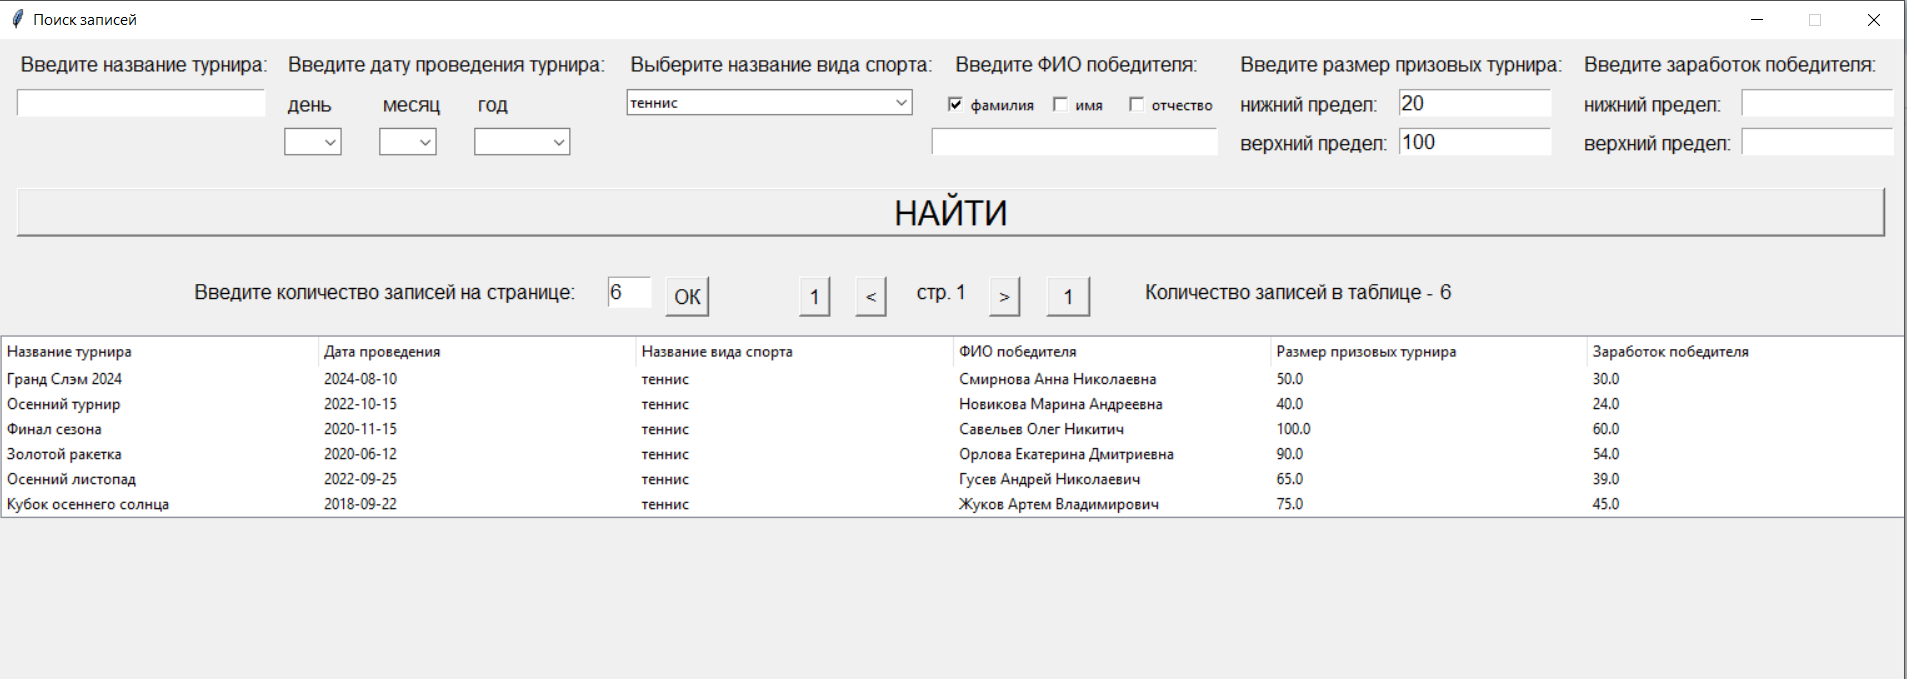 Поиск записей
Введите название турнира: Введите дату проведения турнира: Выберите название вида спорта: Введите ФИО победителя: Введите размер призовых турнира: Введите заработок победителя:
день месяц год теннис фамилия имя отчество нижний предел: 20 нижний предел:
верхний предел: 100 верхний предел:
НАЙТИ
Введите количество записей на странице: 6 ОК 1 < стр. 1 > 1 Количество записей в таблице - 6
Название турнира Дата проведения Название вида спорта ФИО победителя Размер призовых турнира Заработок победителя
Гранд Слэм 2024 2024-08-10 теннис Смирнова Анна Николаевна 50.0 30.0
Осенний турнир 2022-10-15 теннис Новикова Марина Андреевна 40.0 24.0
Финал сезона 2020-11-15 теннис Савельев Олег Никитич 100.0 60.0
Золотой ракетка 2020-06-12 теннис Орлова Екатерина Дмитриевна 90.0 54.0
Осенний листопад 2022-09-25 теннис Гусев Андрей Николаевич 65.0 39.0
Кубок осеннего солнца 2018-09-22 теннис Жуков Артем Владимирович 75.0 45.0